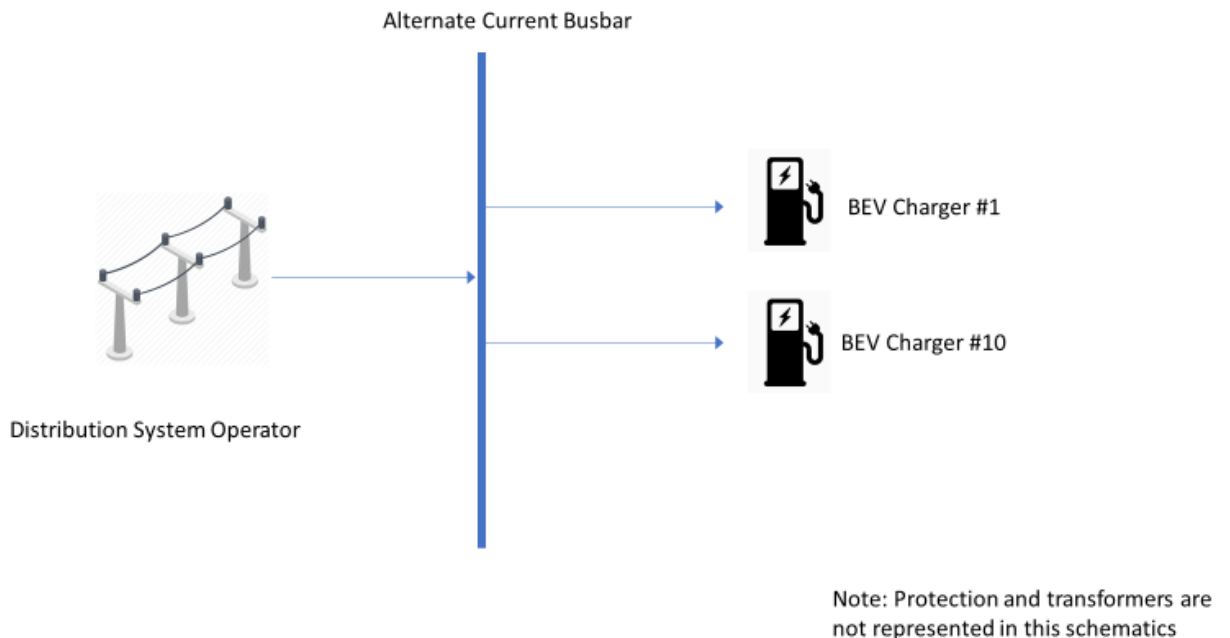 Alternate Current Busbar
BEV Charger #1
BEV Charger #10
Distribution System Operator
Note: Protection and transformers are
not represented in this schematics